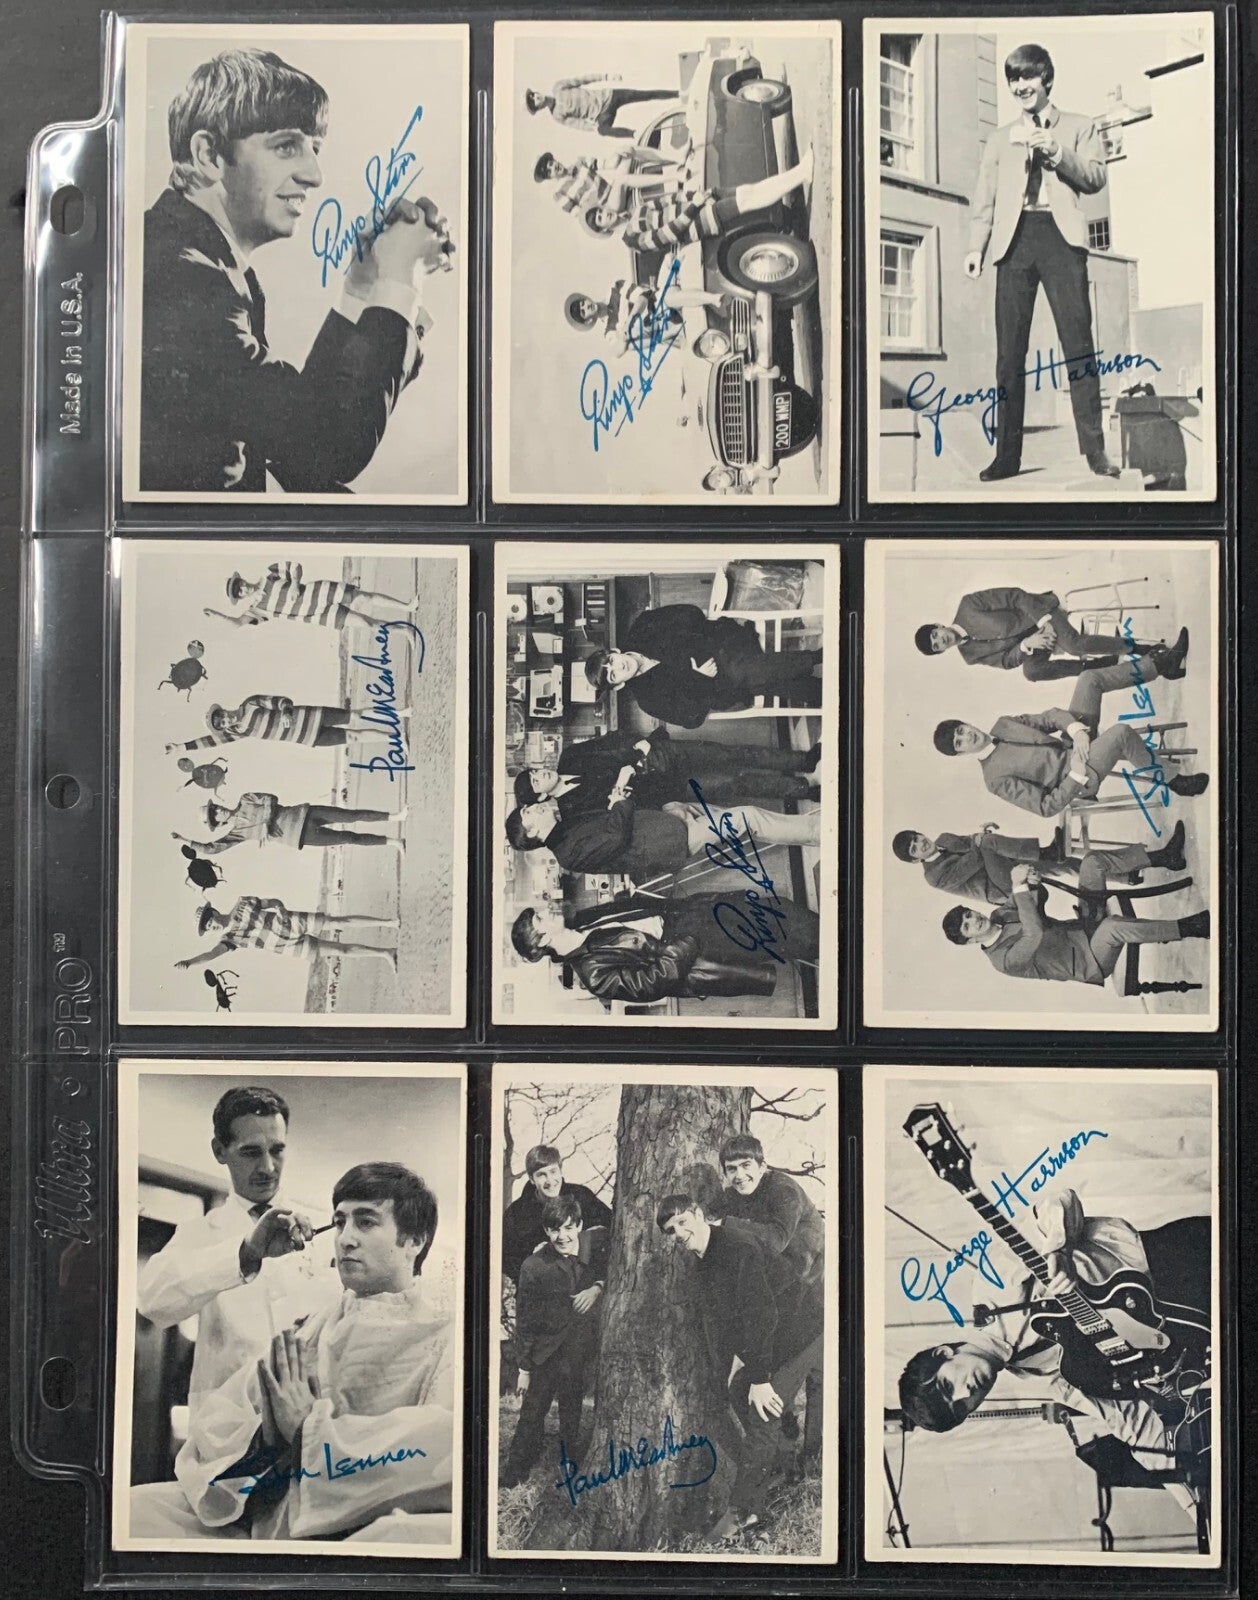 Ringo Starr
Ringo Starr
200 WMP
George Harrison
Made in U.S.A.
Paul McCartney
Ringo Starr
John Lennon
Ultra PRO™
John Lennon
Paul McCartney
George Harrison